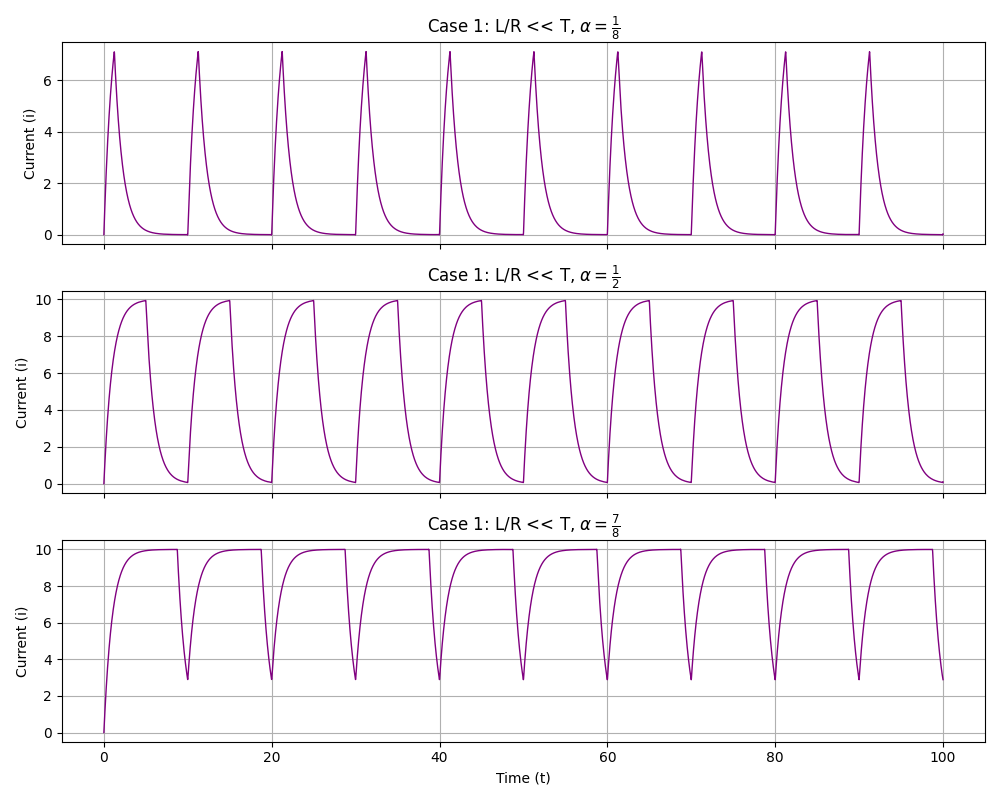 Case 1: L/R << T, α = 1/8
Current (i)
6
4
2
0
Case 1: L/R << T, α = 1/2
Current (i)
10
8
6
4
2
0
Case 1: L/R << T, α = 7/8
Current (i)
10
8
6
4
2
0
0 20 40 60 80 100
Time (t)